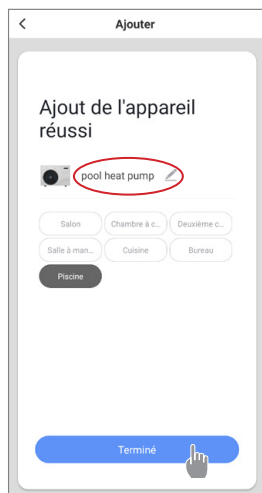 Ajouter
Ajout de l'appareil
réussi
pool heat pump
Salon Chambre à c... Deuxième c...
Salle à man... Cuisine Bureau
Piscine
Terminé